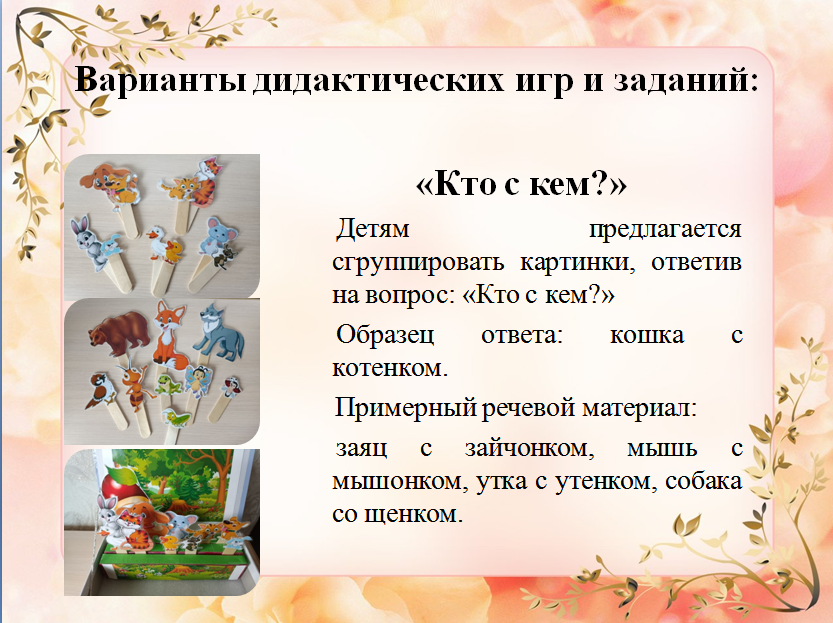 Варианты дидактических игр и заданий:
«Кто с кем?»
Детям предлагается
сгруппировать картинки, ответив
на вопрос: «Кто с кем?»
Образец ответа: кошка с
котенком.
Примерный речевой материал:
заяц с зайчонком, мышь с
мышонком, утка с утенком, собака
со щенком.